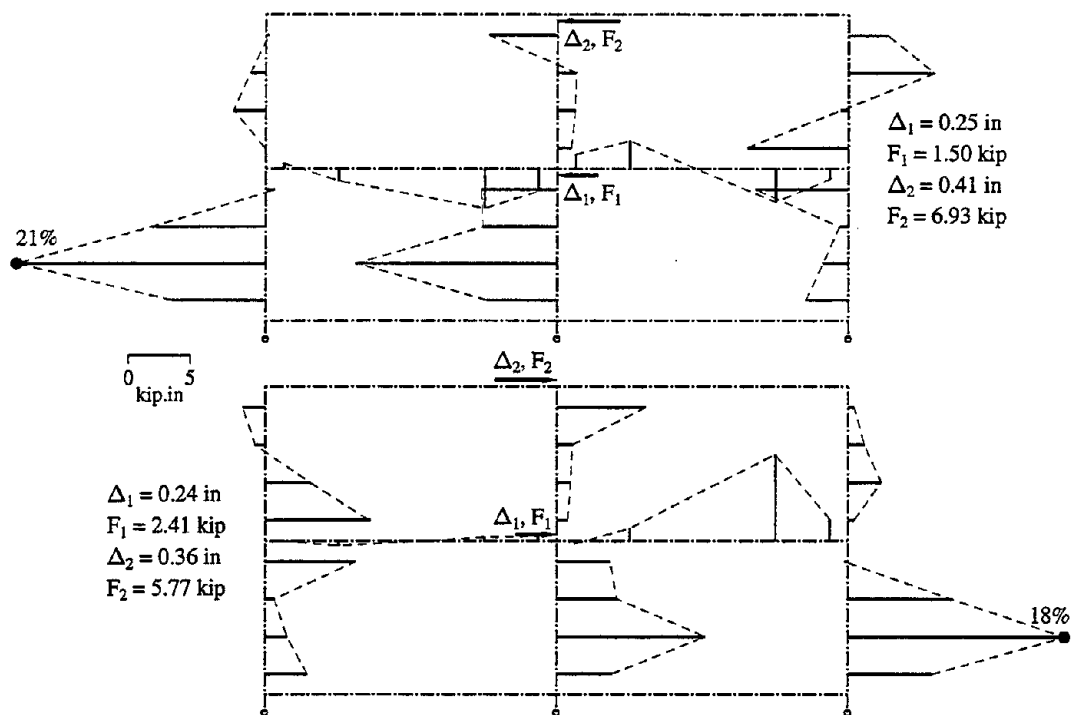 Δ₂, F₂
Δ₁ = 0.25 in
F₁ = 1.50 kip
Δ₂ = 0.41 in
F₂ = 6.93 kip
Δ₁, F₁
21%
0 5
kip.in
Δ₂, F₂
Δ₁ = 0.24 in
F₁ = 2.41 kip
Δ₂ = 0.36 in
F₂ = 5.77 kip
Δ₁, F₁
18%